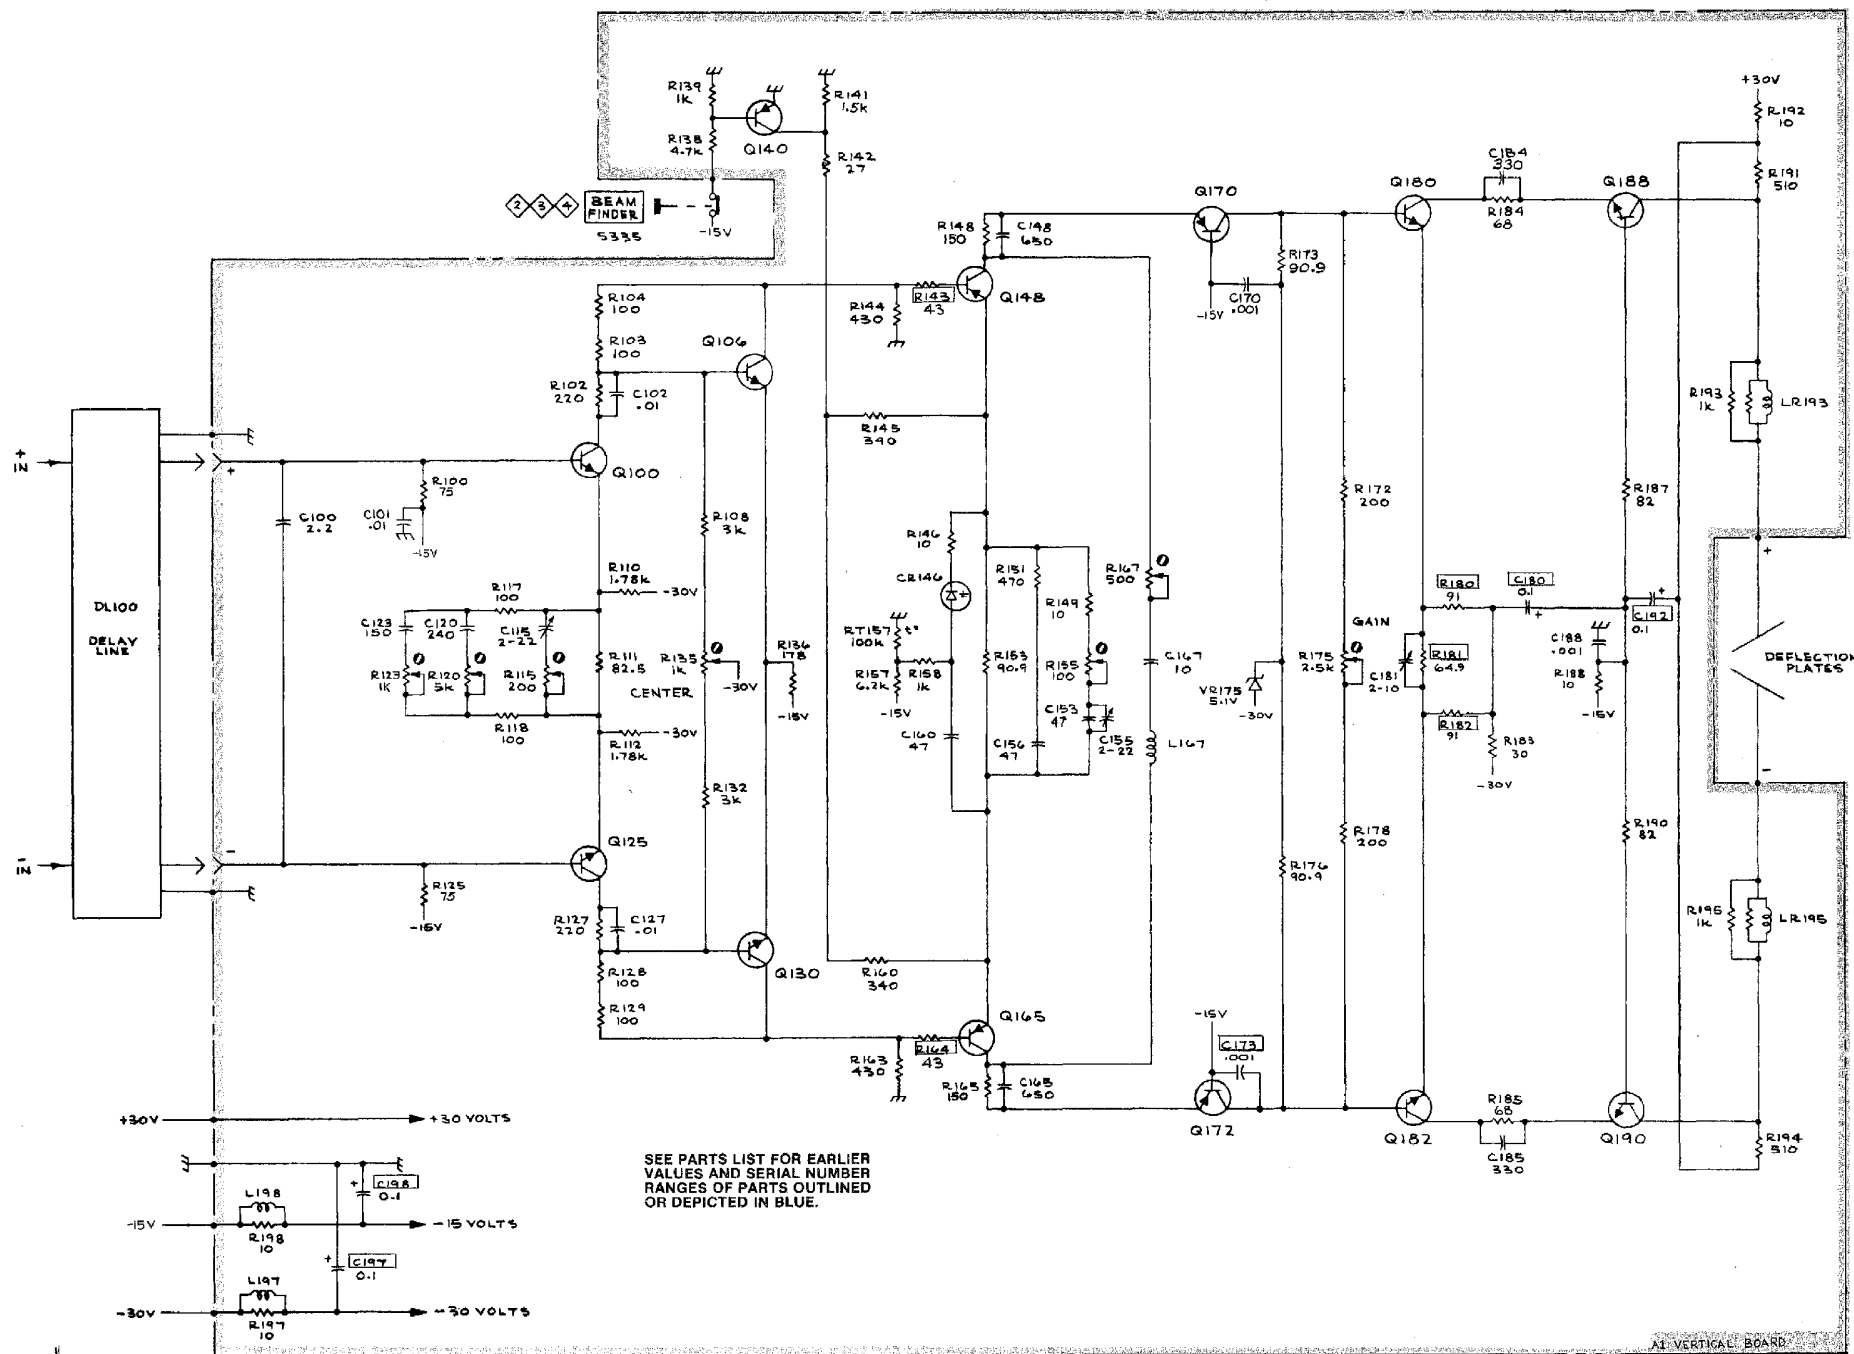 +30V
R192
10
R139
1K
R141
1.5K
R138
4.7K
Q140
R142
27
2 3 4
BEAM
FINDER
S335
-15V
C184
330
R184
68
R191
510
Q170
Q180
Q188
R148
150
C148
650
R173
90.9
C170
.001
-15V
R104
100
R144
430
R143
43
Q148
R103
100
Q106
R102
220
C102
.01
R145
340
R193
1K
LR193
+
IN
+
Q100
R100
75
C100
2.2
C101
.01
-15V
R108
3K
R172
200
R187
82
R146
10
CR146
R151
470
R149
10
R167
500
R110
1.78K
-30V
DL100
DELAY
LINE
R117
100
C123
150
C120
240
C115
2-22
R111
82.5
R123
1K
R120
5K
R115
200
R118
100
R112
1.78K
-30V
R135
1K
CENTER
-30V
R136
178
-15V
RT157
100K
t°
R157
6.2K
R158
1K
-15V
C160
47
R153
90.9
R155
100
C153
47
C155
2-22
C156
47
C167
10
L167
VR175
5.1V
-30V
GAIN
R175
2.5K
R180
91
C180
0.1
+
C181
2-10
R181
64.9
R182
91
R183
30
-30V
C188
.001
R188
10
-15V
+
C192
0.1
+
DEFLECTION
PLATES
-
R132
3K
R178
200
R190
82
-
IN
-
Q125
R125
75
-15V
R176
90.9
R127
220
C127
.01
R195
1K
LR195
Q130
R128
100
R160
340
R129
100
Q165
-15V
R163
430
R164
43
C173
.001
R165
150
C165
650
Q172
Q182
R185
68
C185
330
Q190
R194
510
+30V
+30 VOLTS
+
C198
0.1
L198
-15V
-15 VOLTS
R198
10
+
C197
0.1
L197
-30V
-30 VOLTS
R197
10
SEE PARTS LIST FOR EARLIER
VALUES AND SERIAL NUMBER
RANGES OF PARTS OUTLINED
OR DEPICTED IN BLUE.
A1 VERTICAL BOARD